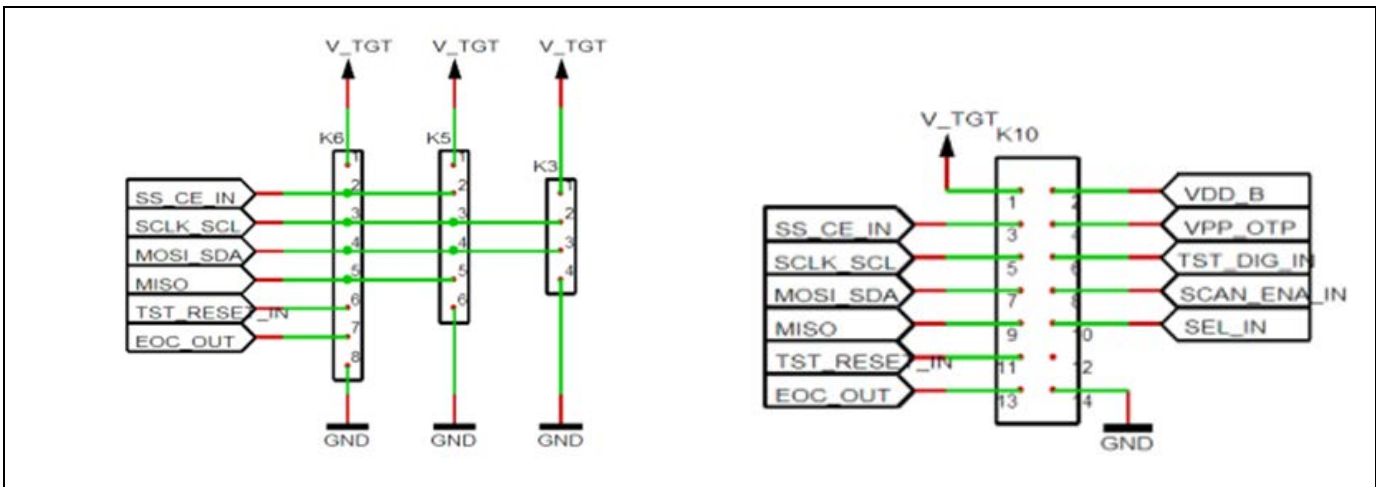 V_TGT V_TGT V_TGT
K6 K5 K3
1 1 1
2 2 2
3 3 3
4 4 4
5 5
6 6
7
8
SS_CE_IN
SCLK_SCL
MOSI_SDA
MISO
TST_RESET_IN
EOC_OUT
GND GND GND
V_TGT K10
1 2 VDD_B
SS_CE_IN 3 4 VPP_OTP
SCLK_SCL 5 6 TST_DIG_IN
MOSI_SDA 7 8 SCAN_ENA_IN
MISO 9 10 SEL_IN
TST_RESET_IN 11 12
EOC_OUT 13 14
GND